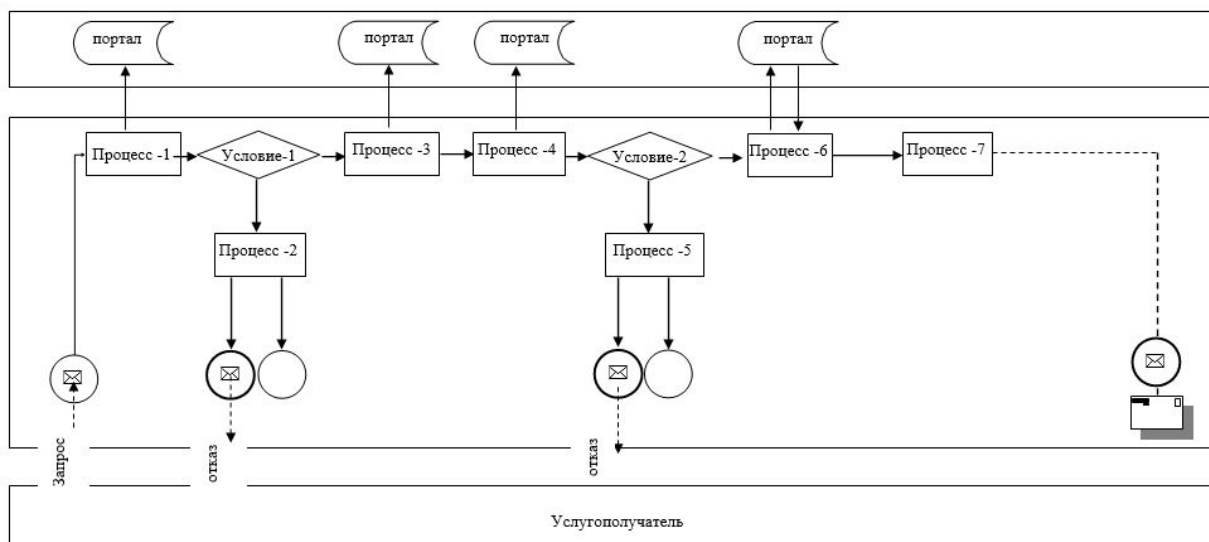 портал
портал
портал
портал
Процесс -1
Условие-1
Процесс -3
Процесс -4
Условие-2
Процесс -6
Процесс -7
Процесс -2
Процесс -5
Запрос
отказ
отказ
Услугополучатель